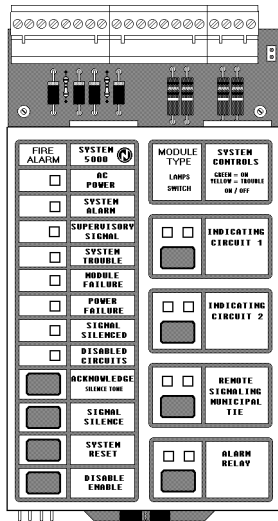 FIRE
ALARM
SYSTEM
5000
N
AC
POWER
SYSTEM
ALARM
SUPERVISORY
SIGNAL
SYSTEM
TROUBLE
MODULE
FAILURE
POWER
FAILURE
SIGNAL
SILENCED
DISABLED
CIRCUITS
ACKNOWLEDGE
SILENCE TONE
SIGNAL
SILENCE
SYSTEM
RESET
DISABLE
ENABLE
MODULE
TYPE
LAMPS
SWITCH
SYSTEM
CONTROLS
GREEN = ON
YELLOW = TROUBLE
ON / OFF
INDICATING
CIRCUIT 1
INDICATING
CIRCUIT 2
REMOTE
SIGNALING
MUNICIPAL
TIE
ALARM
RELAY